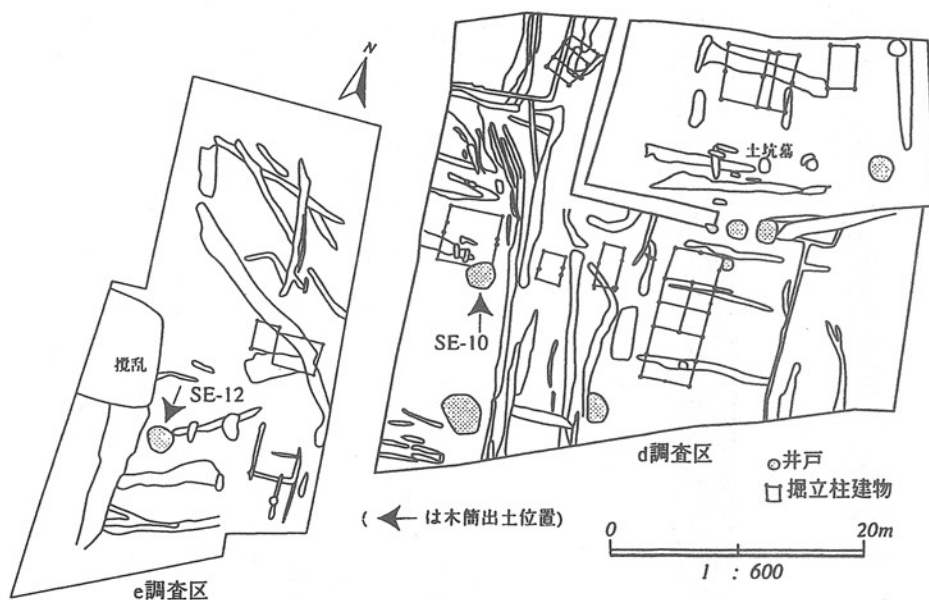 N
土坑墓
SE-10
攪乱
SE-12
d調査区
井戸
掘立柱建物
( は木簡出土位置)
0 20m
1 : 600
e調査区